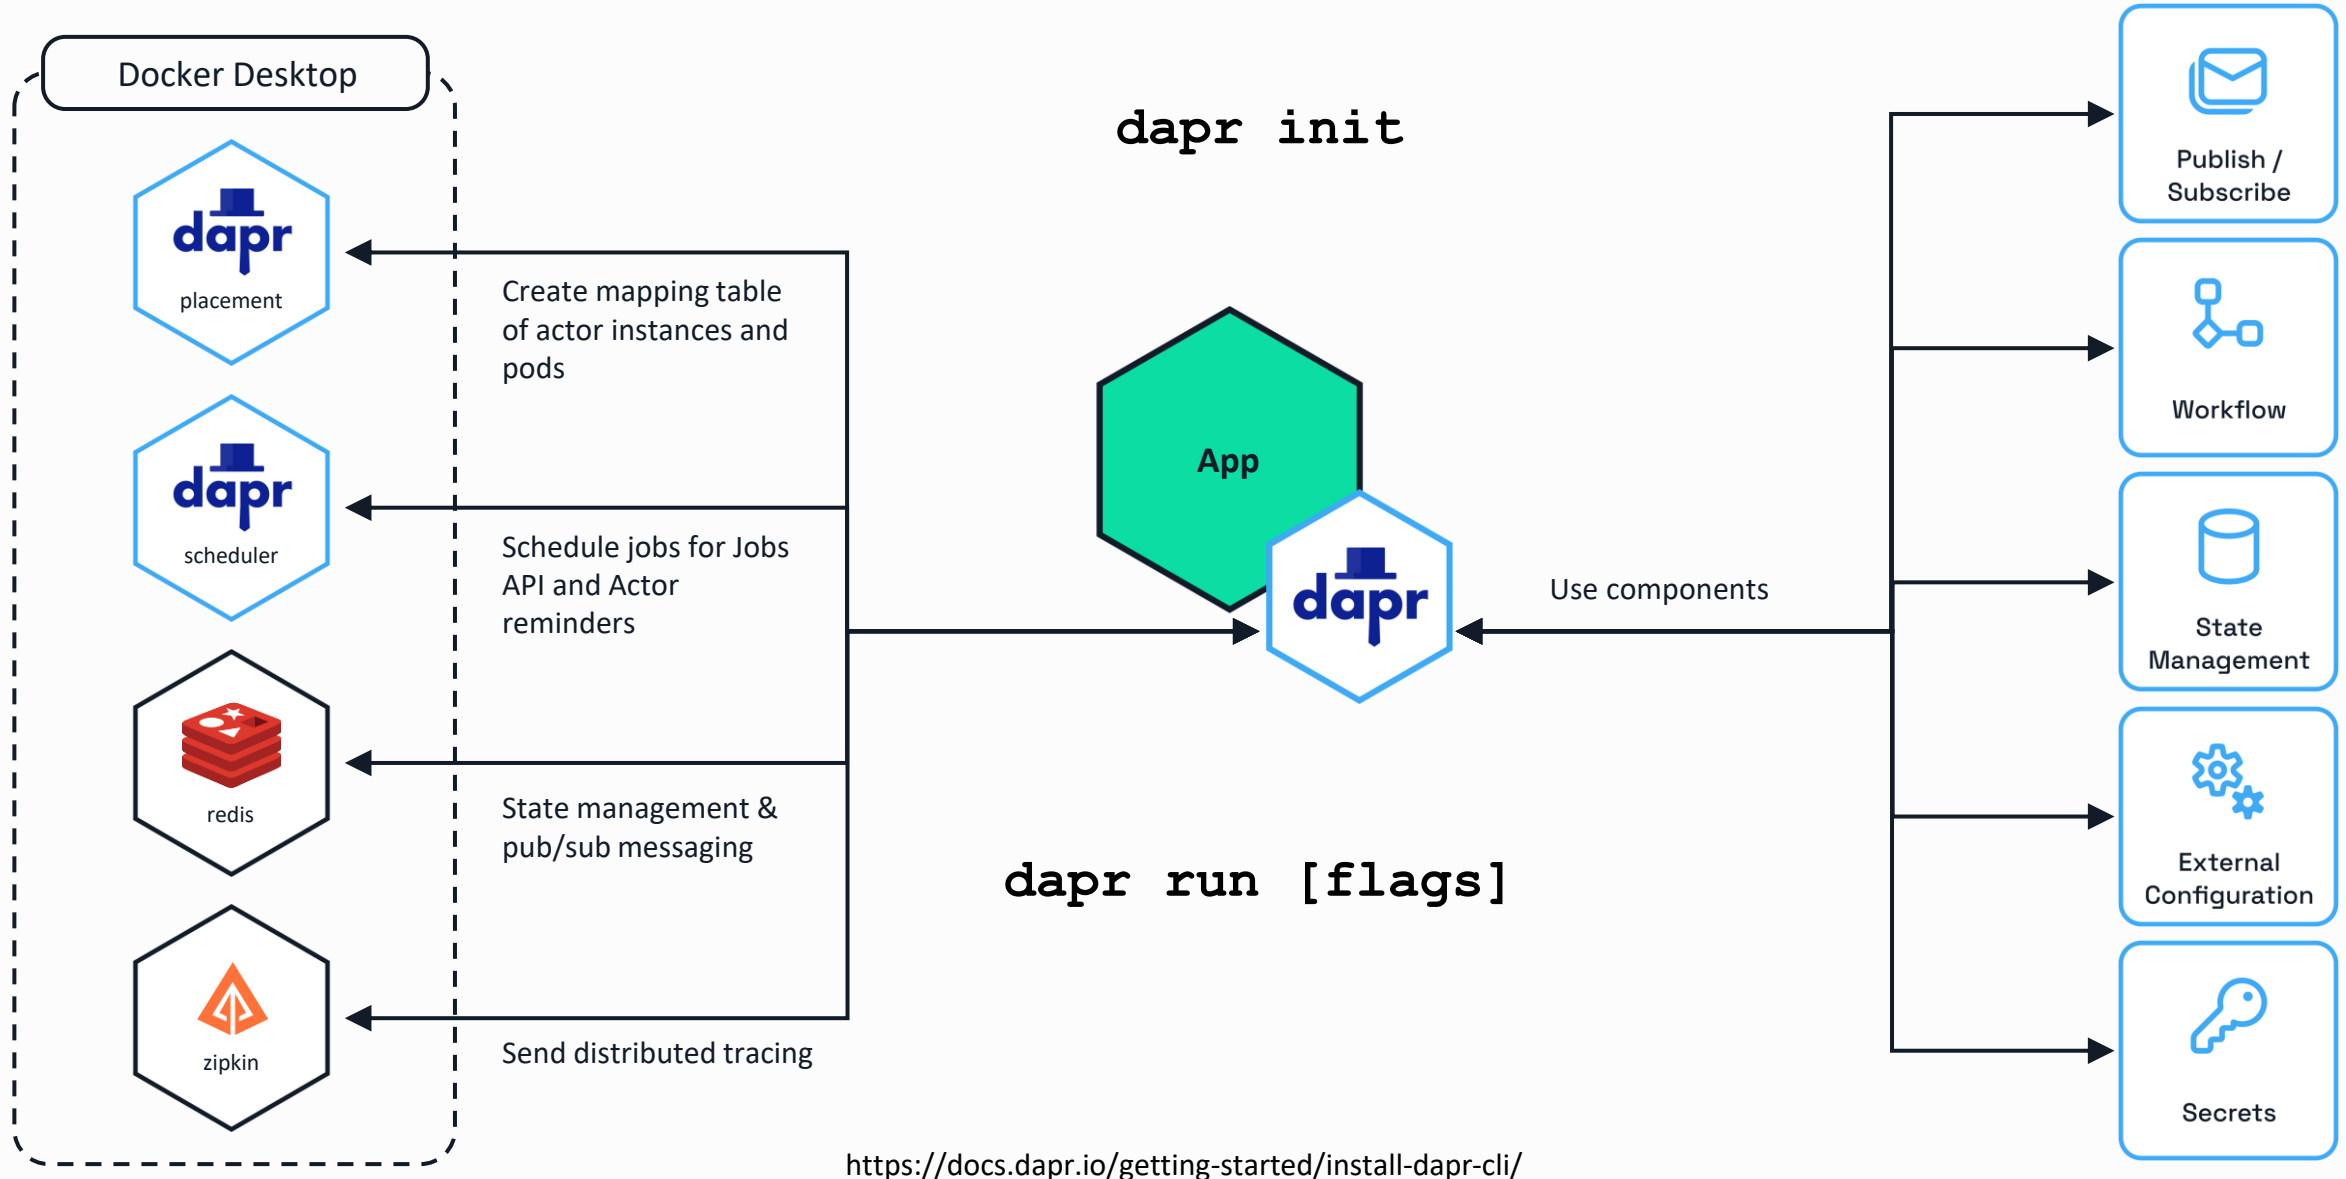 Docker Desktop
dapr
placement
dapr
scheduler
redis
zipkin
Create mapping table
of actor instances and
pods
Schedule jobs for Jobs
API and Actor
reminders
State management &
pub/sub messaging
Send distributed tracing
dapr init
App
dapr
dapr run [flags]
https://docs.dapr.io/getting-started/install-dapr-cli/
Use components
Publish /
Subscribe
Workflow
State
Management
External
Configuration
Secrets